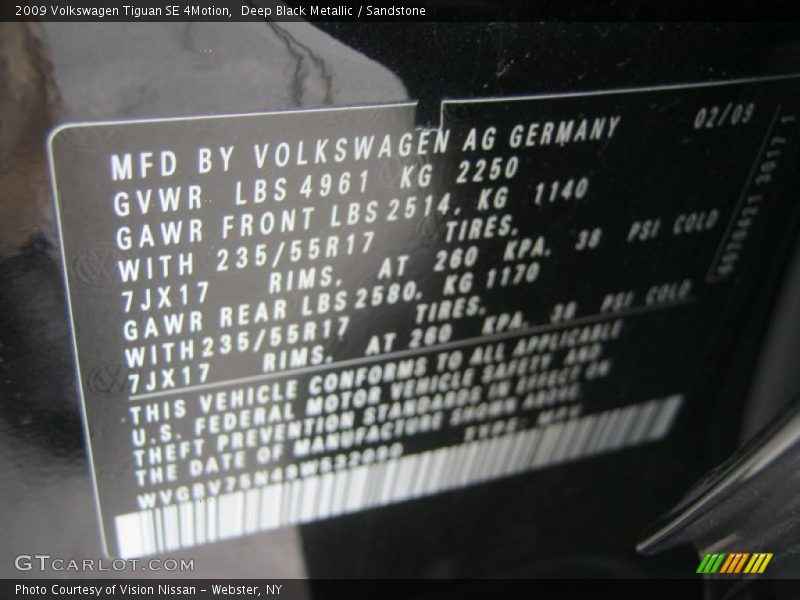 2009 Volkswagen Tiguan SE 4Motion, Deep Black Metallic / Sandstone
MFD BY VOLKSWAGEN AG GERMANY 02/09
GVWR LBS 4961 KG 2250
GAWR FRONT LBS 2514, KG 1140
WITH 235/55R17 TIRES,
7JX17 RIMS, AT 260 KPA, 38 PSI COLD
GAWR REAR LBS 2580, KG 1170
WITH 235/55R17 TIRES,
7JX17 RIMS, AT 260 KPA, 38 PSI COLD
THIS VEHICLE CONFORMS TO ALL APPLICABLE
U.S. FEDERAL MOTOR VEHICLE SAFETY AND
THEFT PREVENTION STANDARDS IN EFFECT ON
THE DATE OF MANUFACTURE SHOWN ABOVE.
TYPE: MPV
GTCARLOT.COM
Photo Courtesy of Vision Nissan - Webster, NY